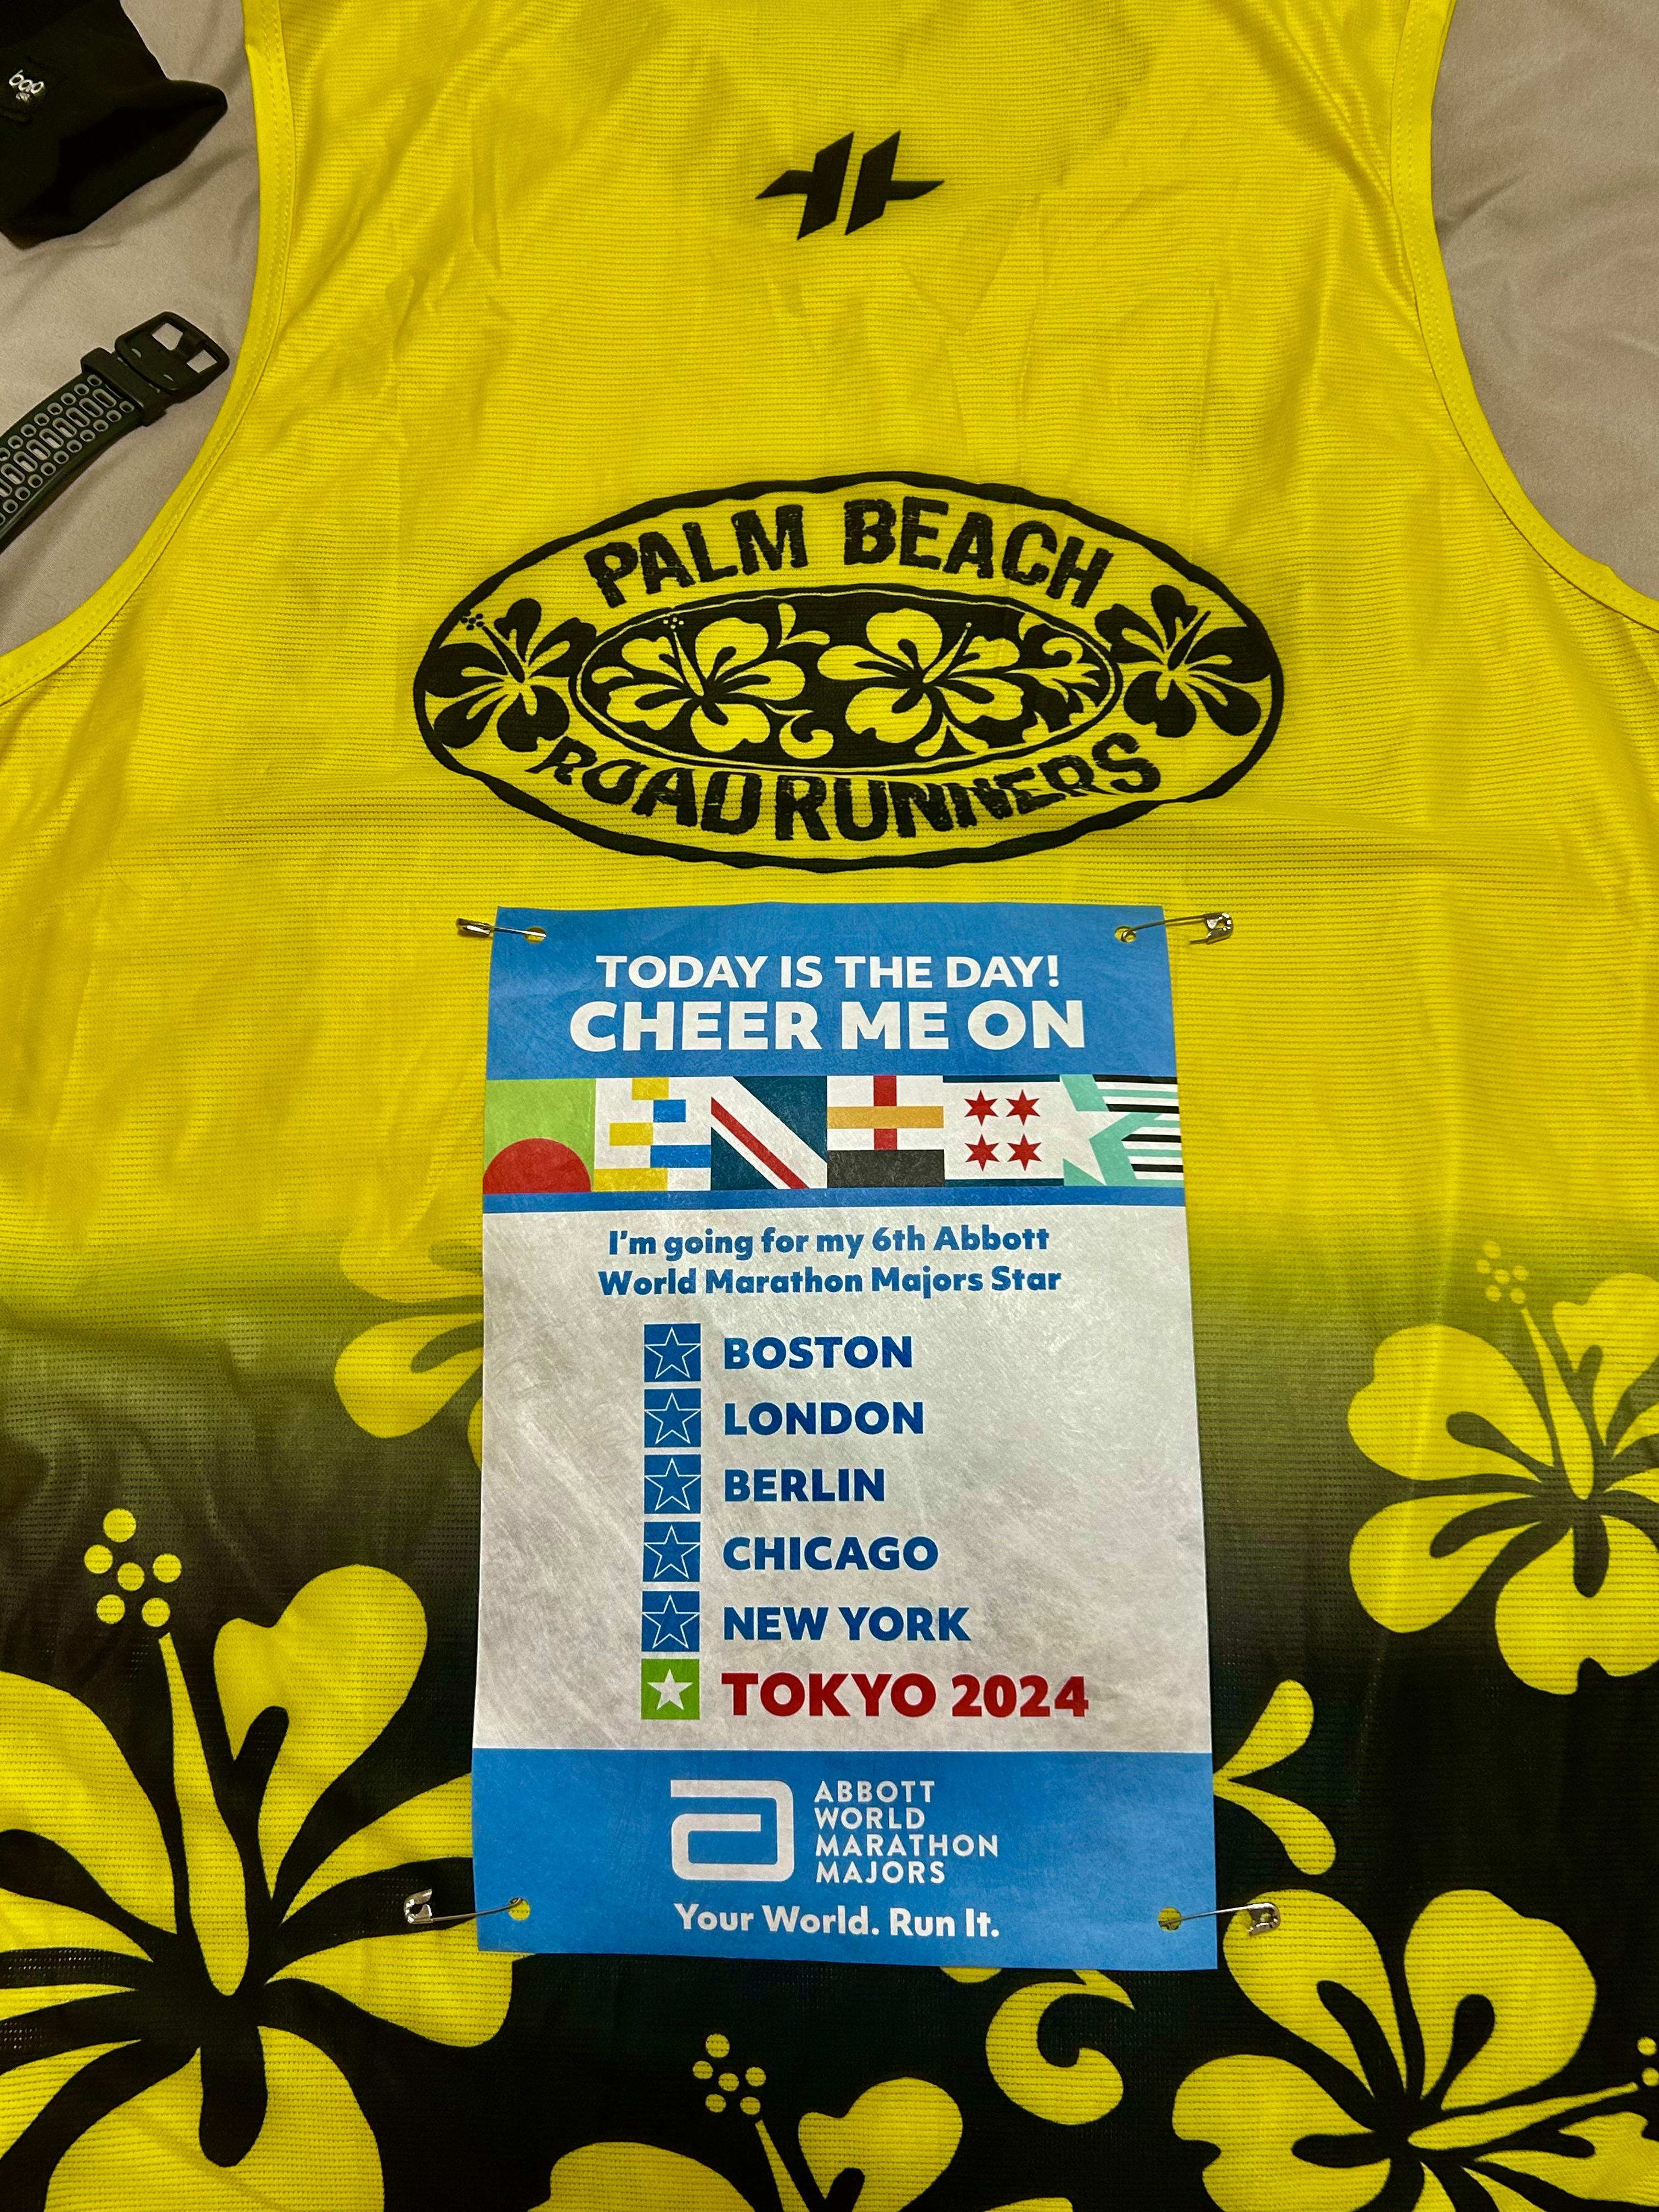 bao
PALM BEACH
ROADRUNNERS
TODAY IS THE DAY!
CHEER ME ON
I'm going for my 6th Abbott
World Marathon Majors Star
BOSTON
LONDON
BERLIN
CHICAGO
NEW YORK
TOKYO 2024
ABBOTT
WORLD
MARATHON
MAJORS
Your World. Run It.